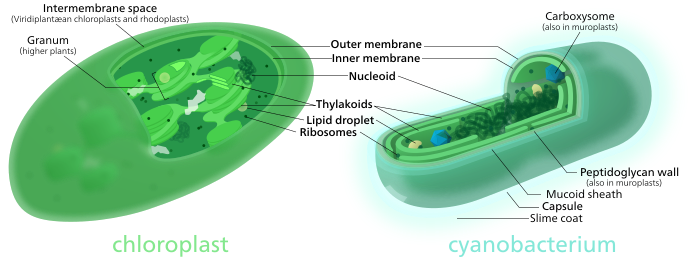 Intermembrane space
(Viridiplantæan chloroplasts and rhodoplasts)
Granum
(higher plants)
Outer membrane
Inner membrane
Nucleoid
Thylakoids
Lipid droplet
Ribosomes
Carboxysome
(also in muroplasts)
Peptidoglycan wall
(also in muroplasts)
Mucoid sheath
Capsule
Slime coat
chloroplast
cyanobacterium